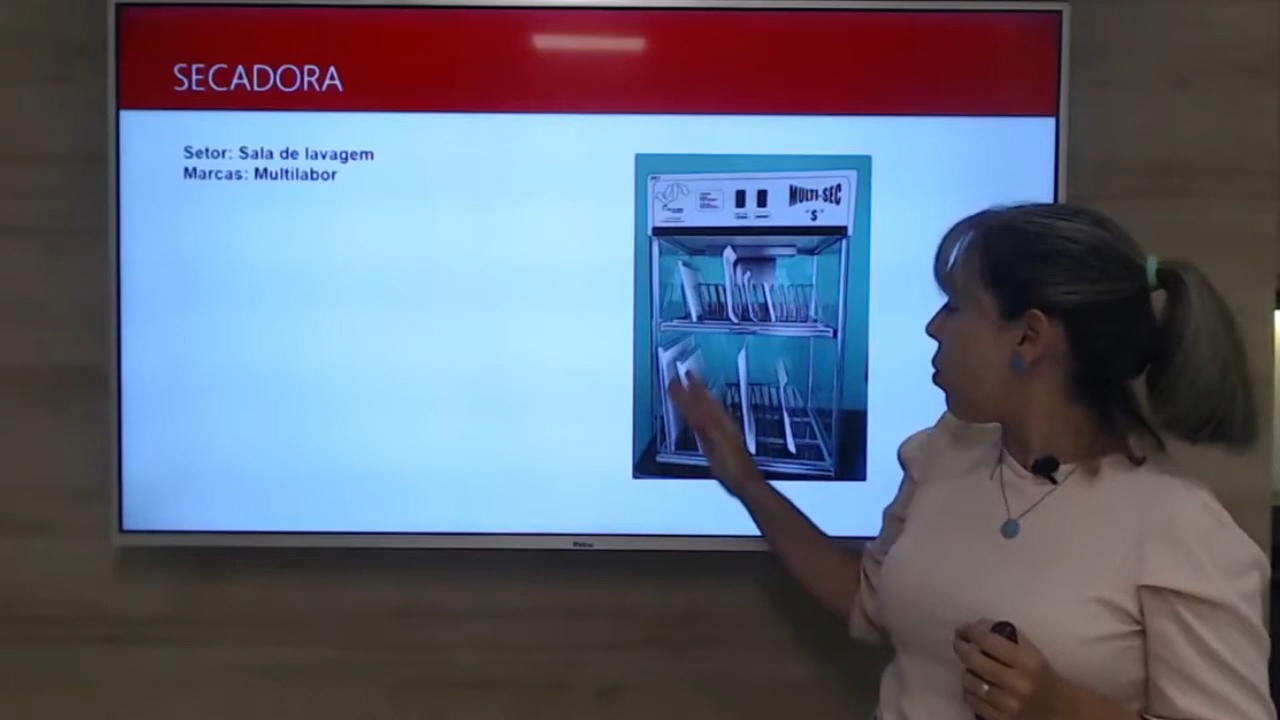 SECADORA
Setor: Sala de lavagem
Marcas: Multilabor
MULTI-SEC
"S"